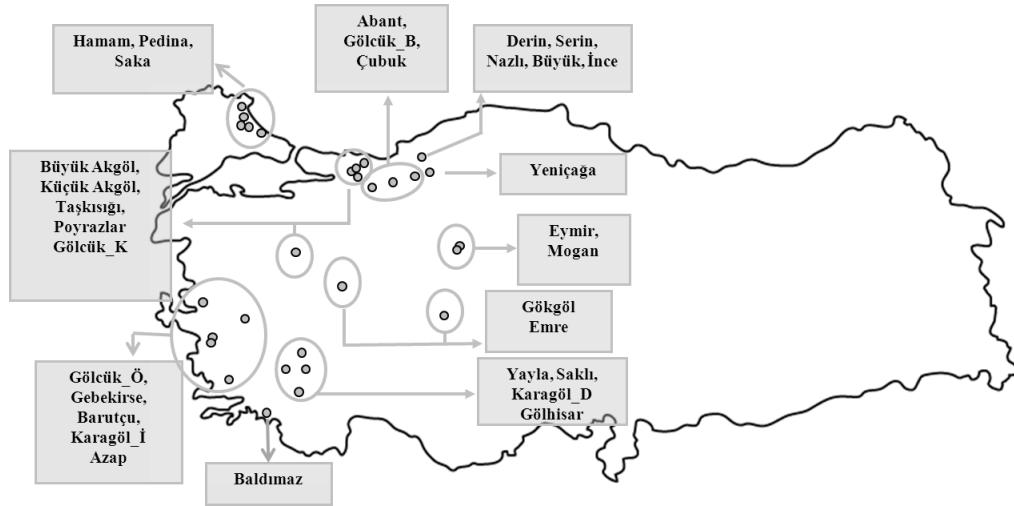 Hamam, Pedina,
Saka
Abant,
Gölcük_B,
Çubuk
Derin, Serin,
Nazlı, Büyük, İnce
Büyük Akgöl,
Küçük Akgöl,
Taşkısığı,
Poyrazlar
Gölcük_K
Yeniçağa
Eymir,
Mogan
Gökgöl
Emre
Gölcük_Ö,
Gebekirse,
Barutçu,
Karagöl_İ
Azap
Yayla, Saklı,
Karagöl_D
Gölhisar
Baldımaz